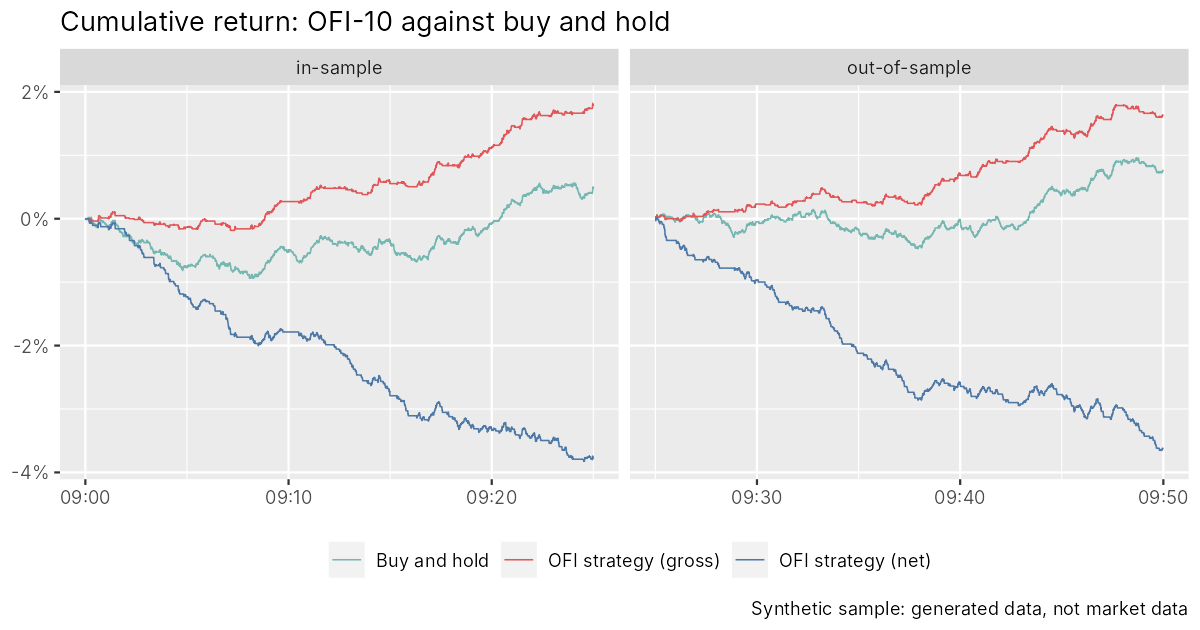 Cumulative return: OFI-10 against buy and hold
in-sample
out-of-sample
2%
0%
-2%
-4%
09:00
09:10
09:20
09:30
09:40
09:50
Buy and hold
OFI strategy (gross)
OFI strategy (net)
Synthetic sample: generated data, not market data